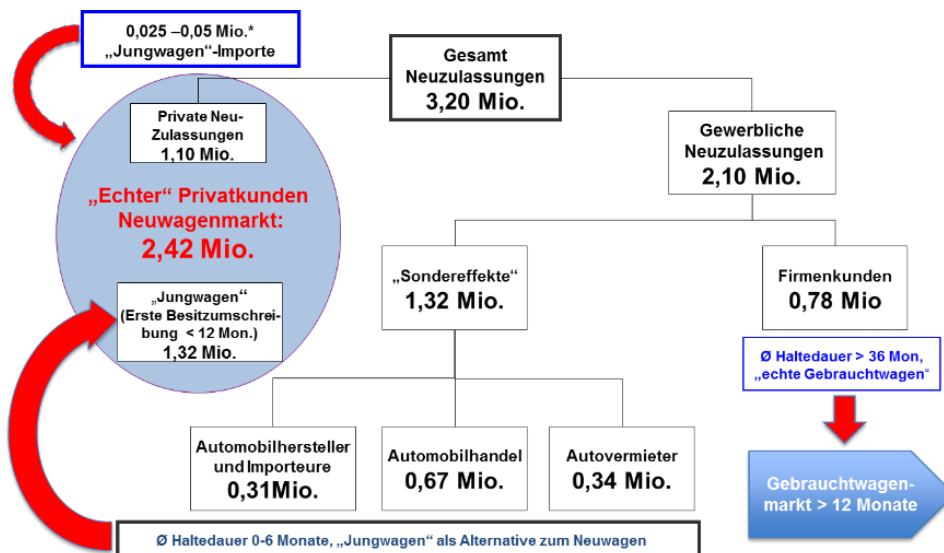 0,025 –0,05 Mio.*
„Jungwagen“-Importe
Gesamt
Neuzulassungen
3,20 Mio.
Private Neu-
Zulassungen
1,10 Mio.
Gewerbliche
Neuzulassungen
2,10 Mio.
„Echter“ Privatkunden
Neuwagenmarkt:
2,42 Mio.
„Jungwagen“
(Erste Besitzumschrei-
bung < 12 Mon.)
1,32 Mio.
„Sondereffekte“
1,32 Mio.
Firmenkunden
0,78 Mio
Ø Haltedauer > 36 Mon,
„echte Gebrauchtwagen“
Automobilhersteller
und Importeure
0,31Mio.
Automobilhandel
0,67 Mio.
Autovermieter
0,34 Mio.
Gebrauchtwagen-
markt > 12 Monate
Ø Haltedauer 0-6 Monate, „Jungwagen“ als Alternative zum Neuwagen